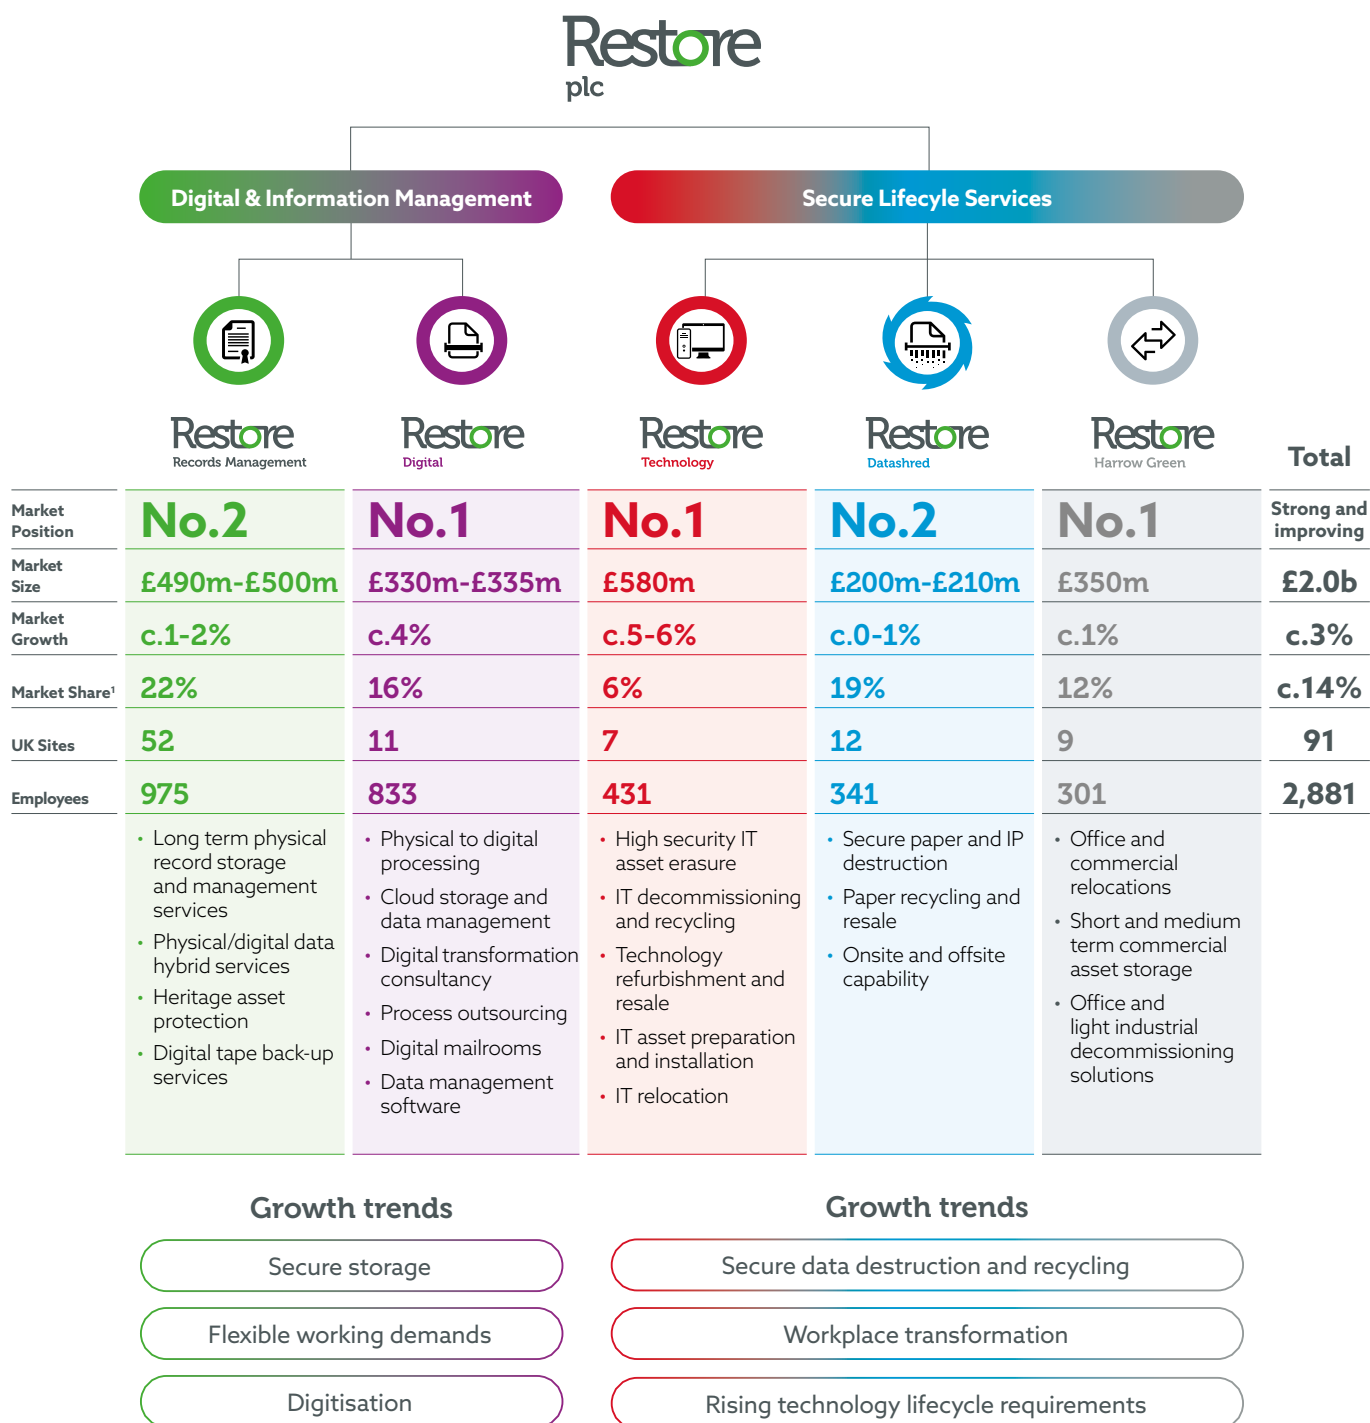 Restore
plc
Digital & Information Management
Secure Lifecyle Services
Restore
Records Management
Restore
Digital
Restore
Technology
Restore
Datashred
Restore
Harrow Green
Total
Market
Position
No.2
No.1
No.1
No.2
No.1
Strong and
improving
Market
Size
£490m-£500m
£330m-£335m
£580m
£200m-£210m
£350m
£2.0b
Market
Growth
c.1-2%
c.4%
c.5-6%
c.0-1%
c.1%
c.3%
Market Share¹
22%
16%
6%
19%
12%
c.14%
UK Sites
52
11
7
12
9
91
Employees
975
833
431
341
301
2,881
• Long term physical
record storage
and management
services
• Physical/digital data
hybrid services
• Heritage asset
protection
• Digital tape back-up
services
• Physical to digital
processing
• Cloud storage and
data management
• Digital transformation
consultancy
• Process outsourcing
• Digital mailrooms
• Data management
software
• High security IT
asset erasure
• IT decommissioning
and recycling
• Technology
refurbishment and
resale
• IT asset preparation
and installation
• IT relocation
• Secure paper and IP
destruction
• Paper recycling and
resale
• Onsite and offsite
capability
• Office and
commercial
relocations
• Short and medium
term commercial
asset storage
• Office and
light industrial
decommissioning
solutions
Growth trends
Secure storage
Flexible working demands
Digitisation
Growth trends
Secure data destruction and recycling
Workplace transformation
Rising technology lifecycle requirements